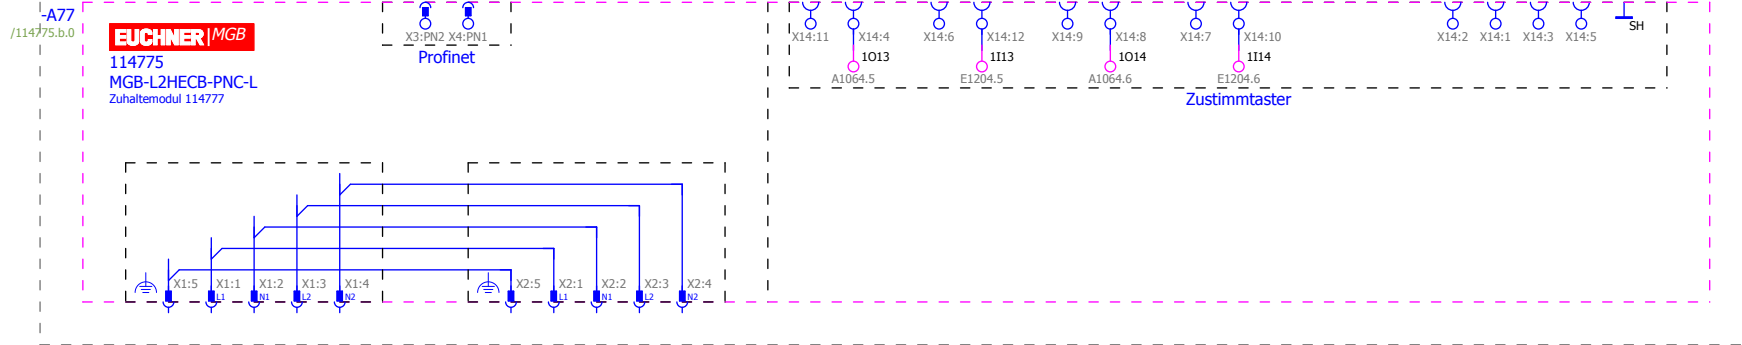 -A77
/114775.b.0
EUCHNER|MGB
114775
MGB-L2HECB-PNC-L
Zuhaltemodul 114777
X3:PN2 X4:PN1
Profinet
X14:11 X14:4 X14:6 X14:12 X14:9 X14:8 X14:7 X14:10 X14:2 X14:1 X14:3 X14:5 SH
1O13 1I13 1O14 1I14
A1064.5 E1204.5 A1064.6 E1204.6
Zustimmtaster
X1:5 X1:1 X1:2 X1:3 X1:4 X2:5 X2:1 X2:2 X2:3 X2:4
L1 N1 L2 N2 L1 N1 L2 N2